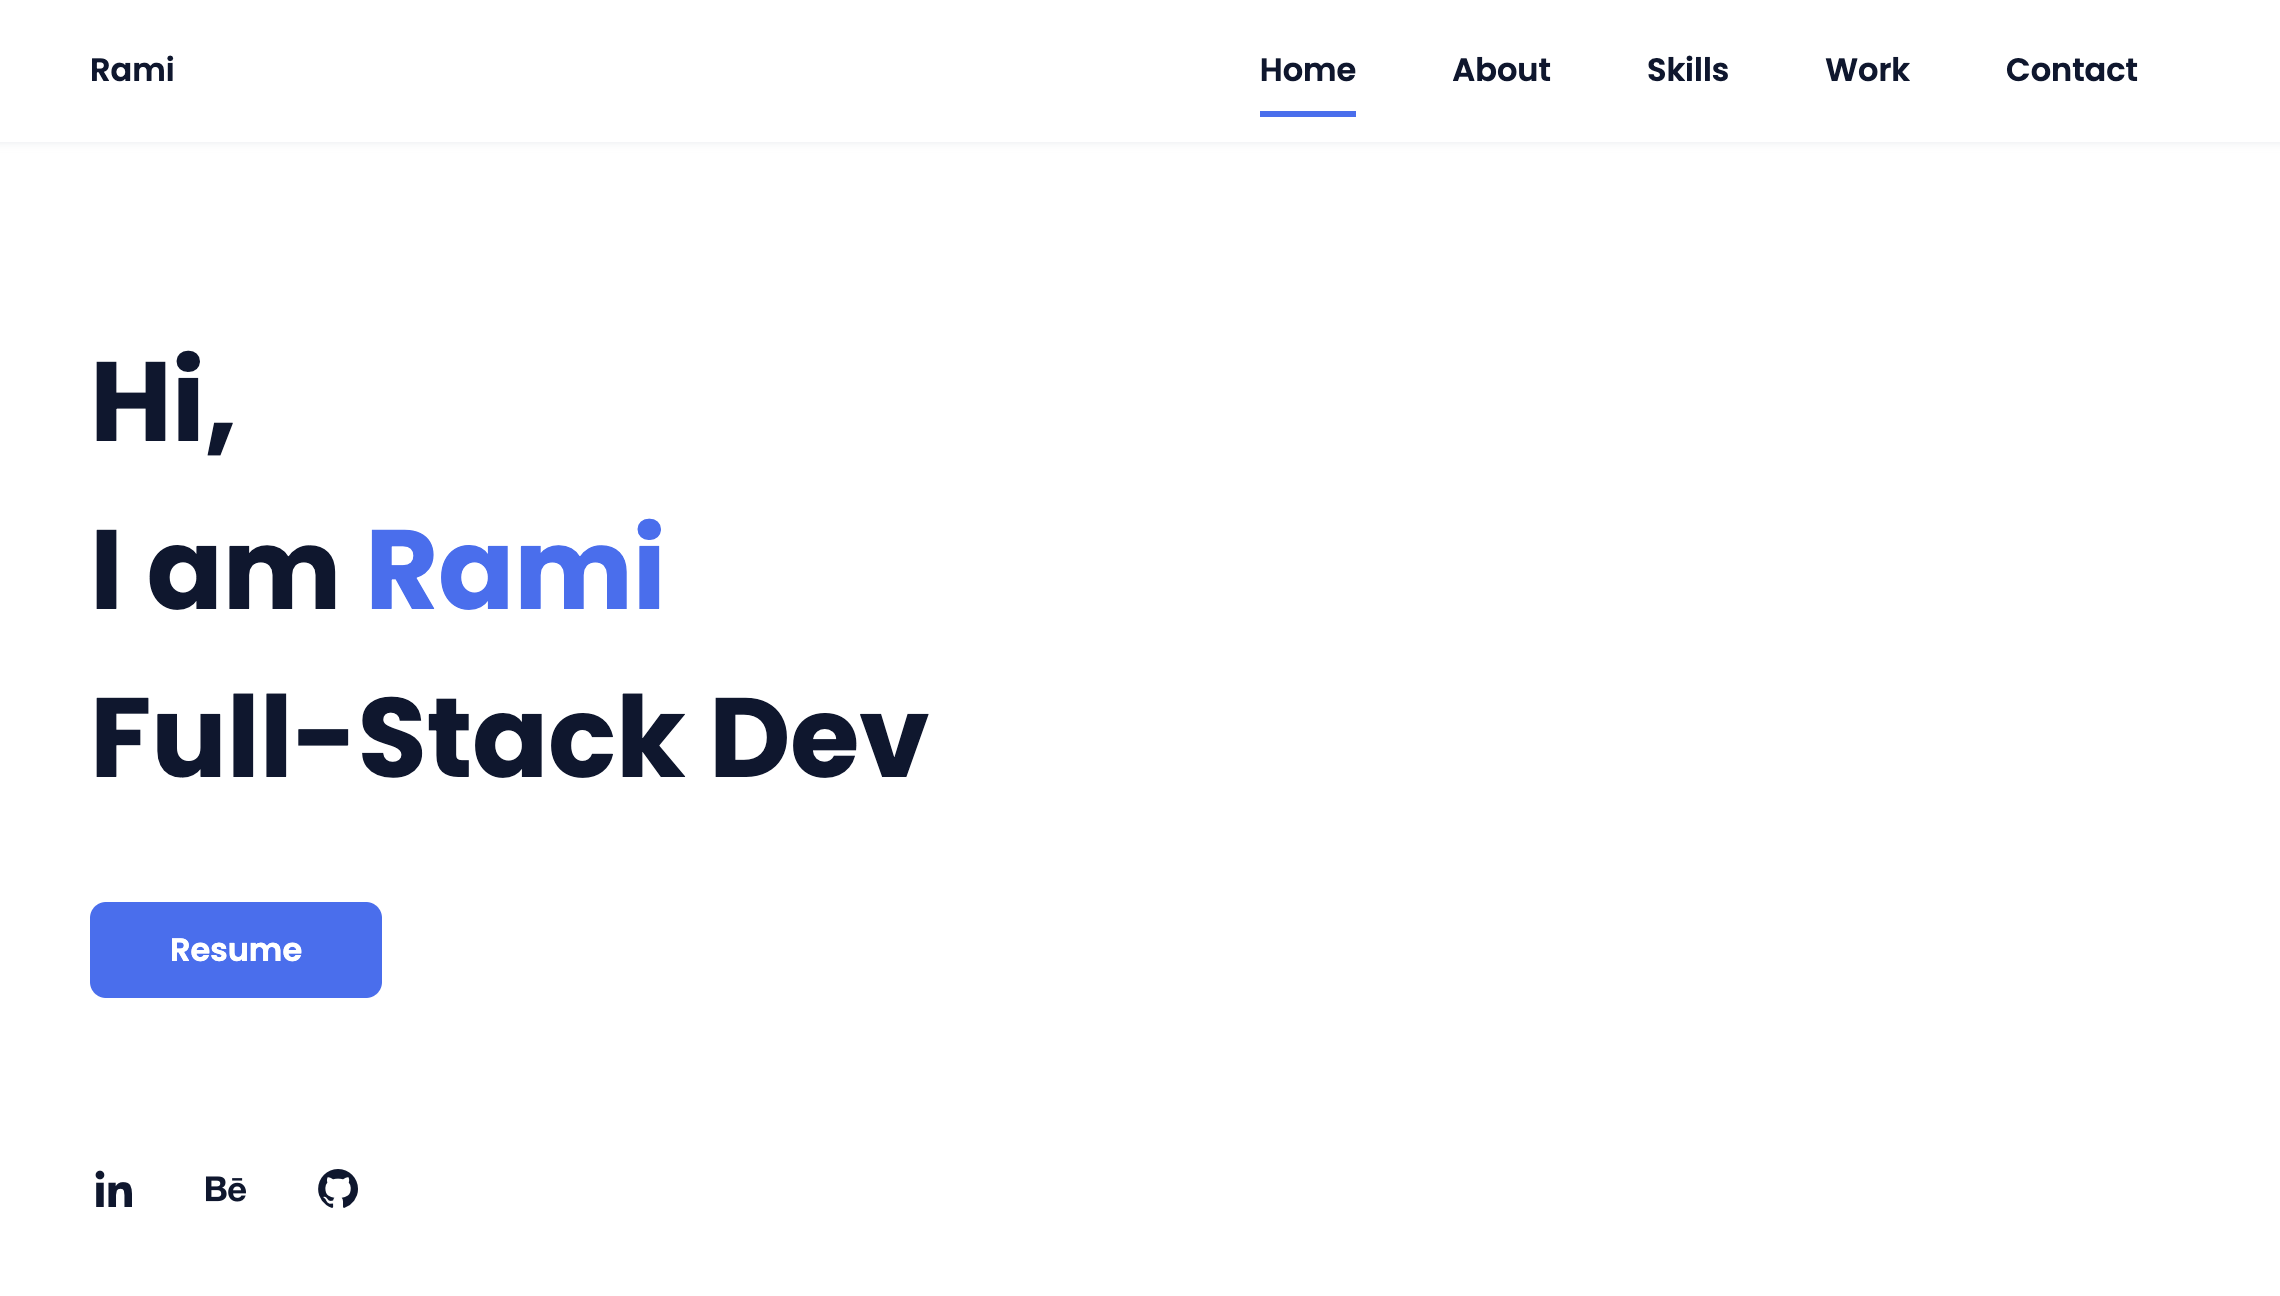 Rami
Home About Skills Work Contact
Hi,
I am Rami
Full-Stack Dev
Resume
in Bē